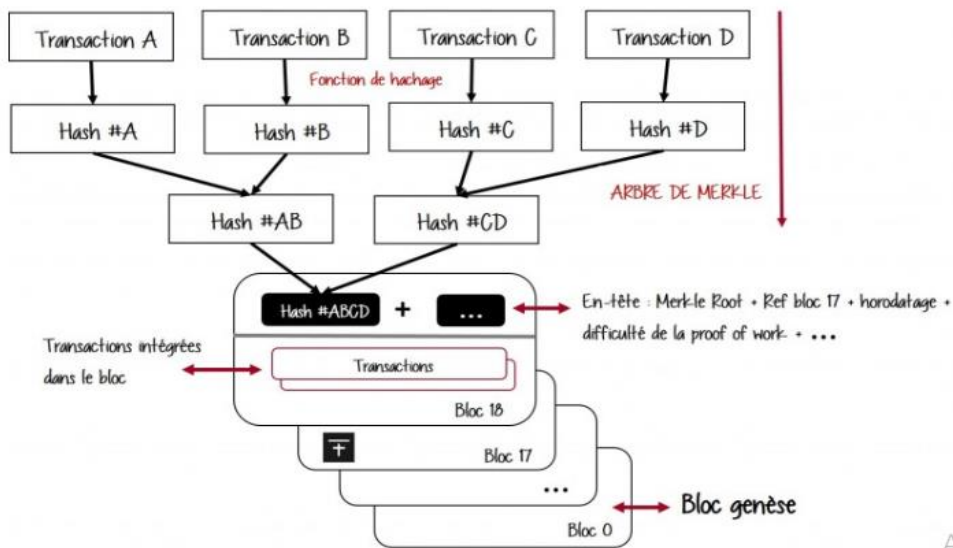 Transaction A
Transaction B
Transaction C
Transaction D
Fonction de hachage
Hash #A
Hash #B
Hash #C
Hash #D
ARBRE DE MERKLE
Hash #AB
Hash #CD
Hash #ABCD
+
...
En-tête : Merkle Root + Ref bloc 17 + horodatage +
difficulté de la proof of work + ...
Transactions intégrées
dans le bloc
Transactions
Bloc 18
Bloc 17
...
Bloc genèse
Bloc 0
A